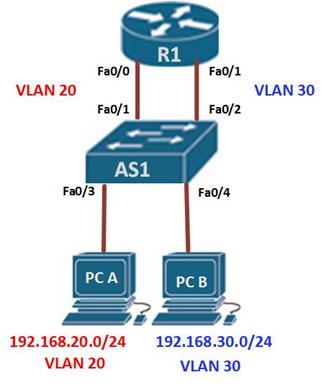 R1
Fa0/0
Fa0/1
VLAN 20
VLAN 30
Fa0/1
Fa0/2
AS1
Fa0/3
Fa0/4
PC A
PC B
192.168.20.0/24
192.168.30.0/24
VLAN 20
VLAN 30